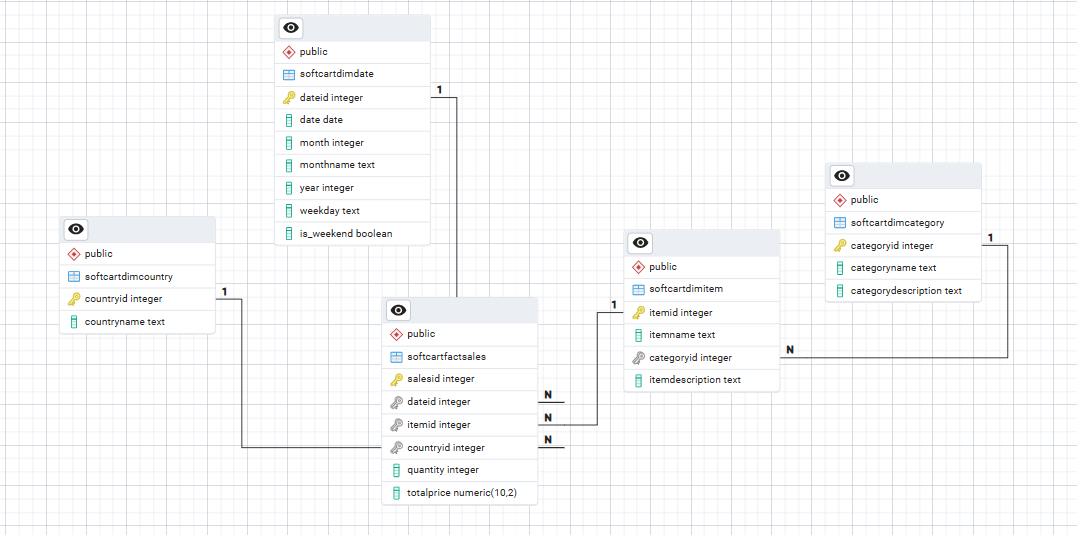 public
softcartdimdate
dateid integer
date date
month integer
monthname text
year integer
weekday text
is_weekend boolean
1
public
softcartdimcountry
countryid integer
countryname text
1
public
softcartfactsales
salesid integer
dateid integer
itemid integer
countryid integer
quantity integer
totalprice numeric(10,2)
N
N
N
public
softcartdimitem
itemid integer
itemname text
categoryid integer
itemdescription text
1
N
public
softcartdimcategory
categoryid integer
categoryname text
categorydescription text
1